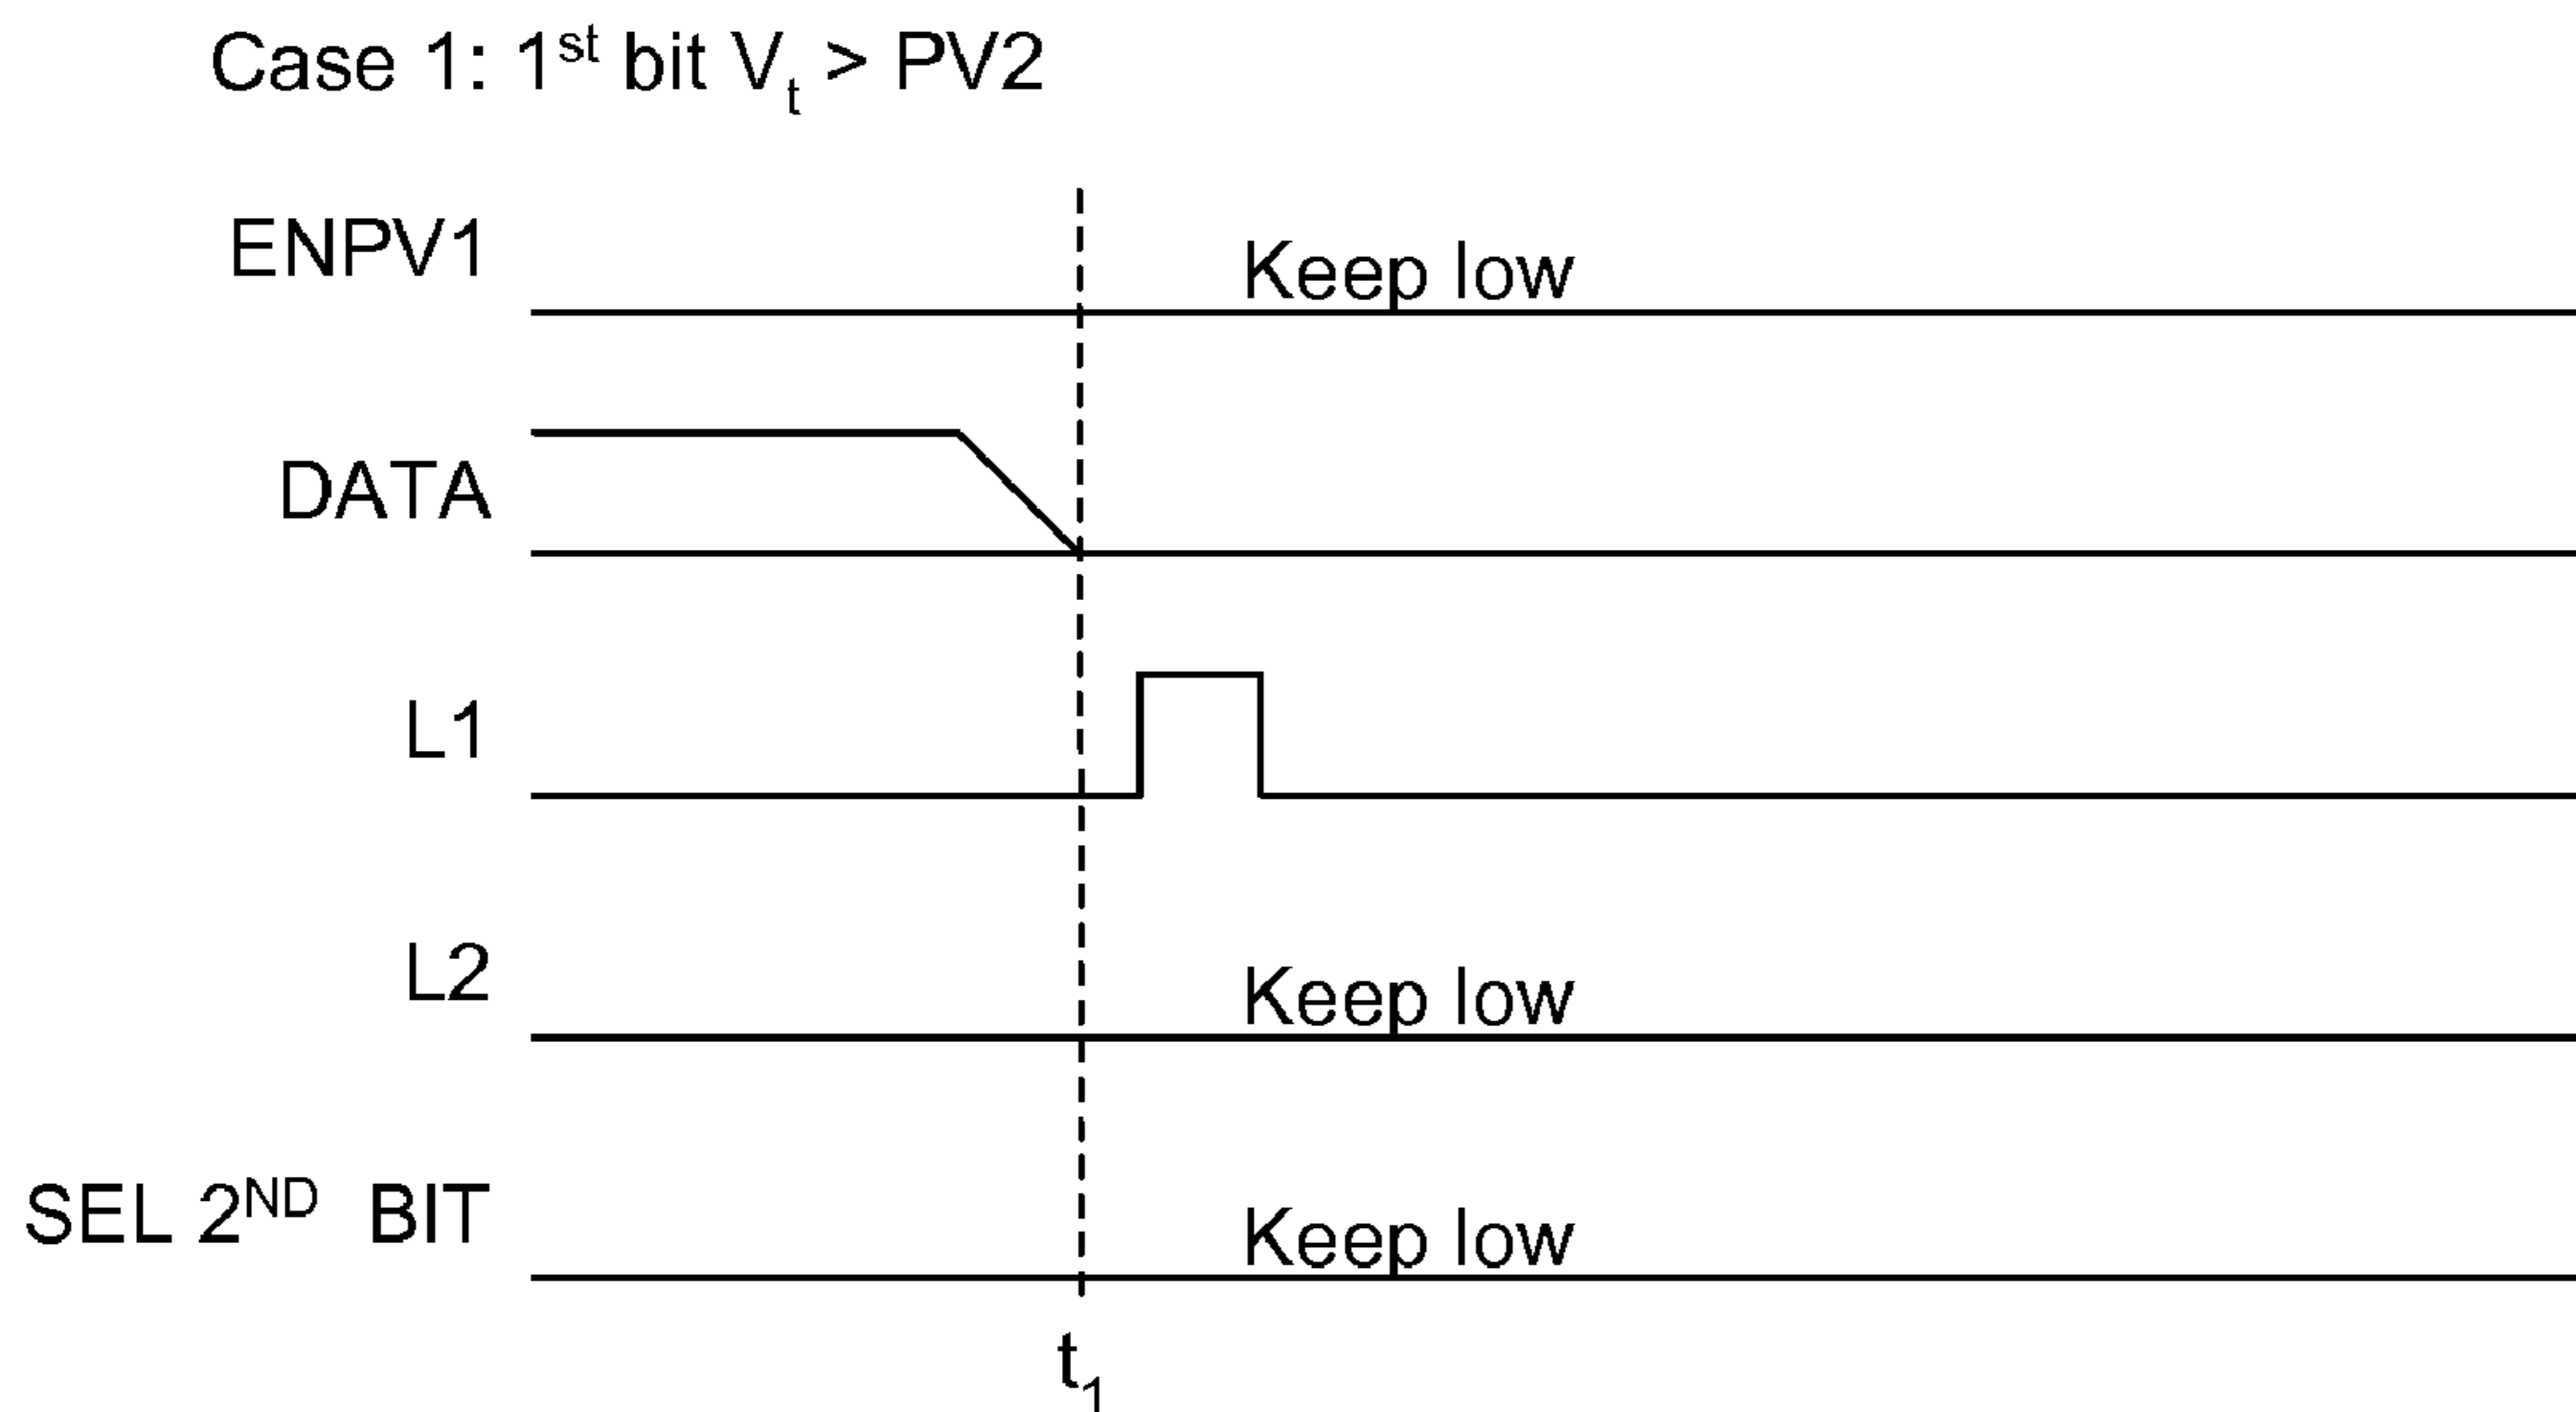 Case 1: 1st bit Vt > PV2
ENPV1
Keep low
DATA
L1
L2
Keep low
SEL 2ND BIT
Keep low
t1